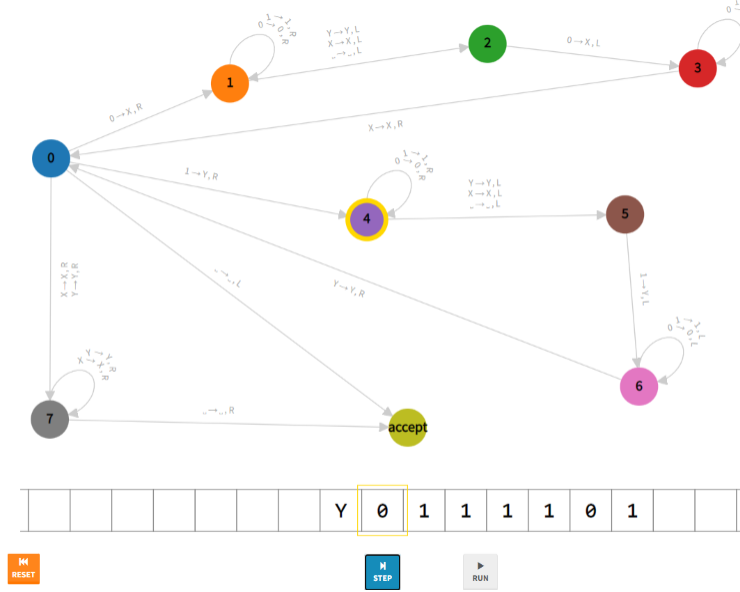 1→1,R
0→0,R
1
Y→Y,L
X→X,L
_→_,L
2
0→X,L
0
3
0→X,R
X→X,R
0
1→Y,R
1→1,R
0→0,R
4
Y→Y,L
X→X,L
_→_,L
5
X→X,R
Y→Y,R
_→_,L
Y→Y,R
1→Y,L
1→1,L
0→0,L
6
Y→Y,R
X→X,R
7
_→_,R
accept
Y 0 1 1 1 1 0 1
RESET
STEP
RUN